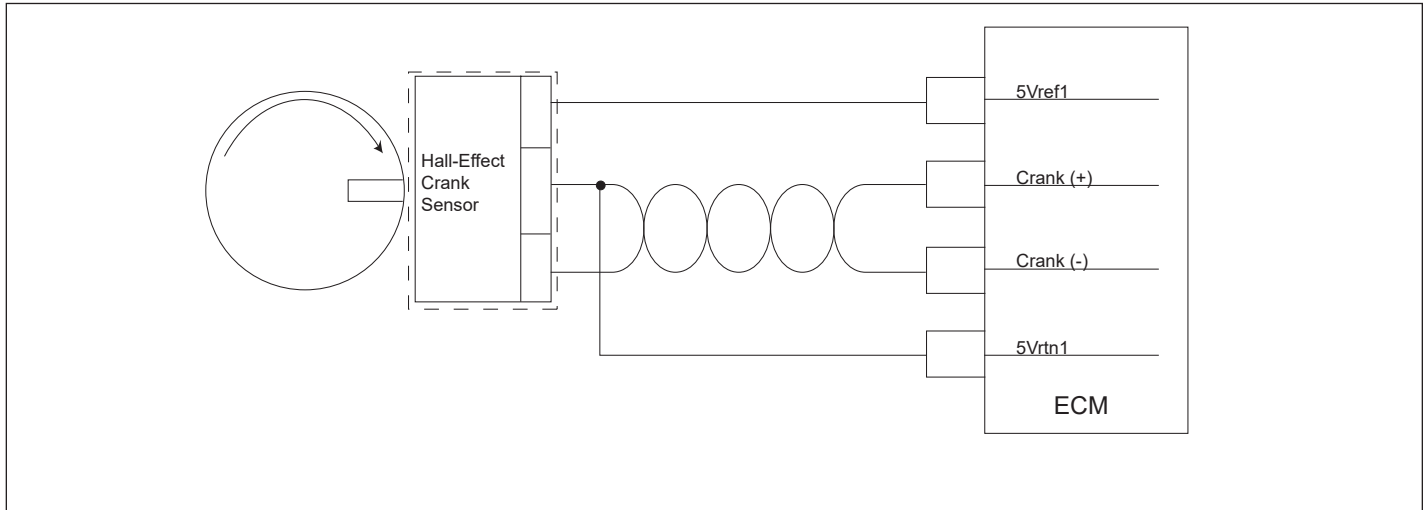 5Vref1
Hall-Effect
Crank
Sensor
Crank (+)
Crank (-)
5Vrtn1
ECM